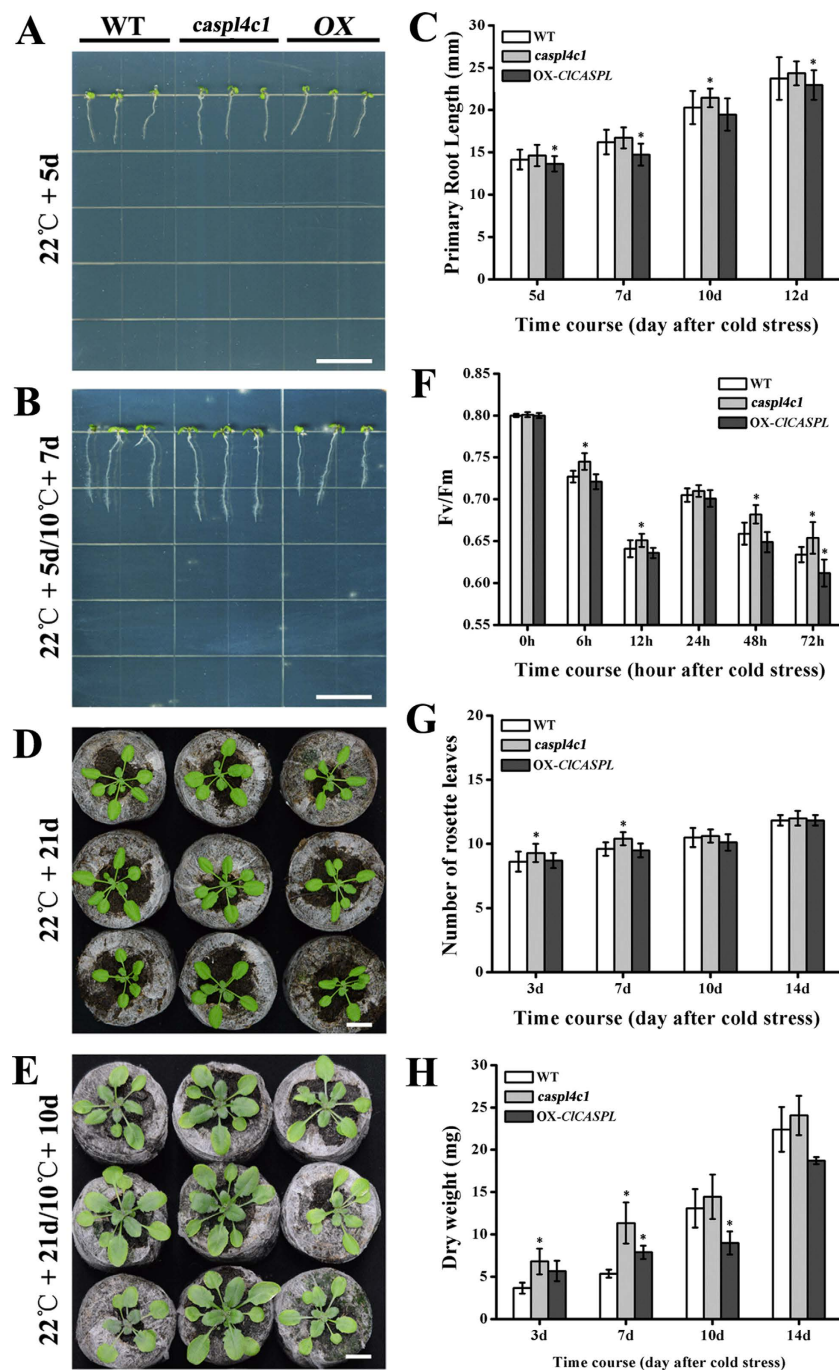 A
WT
caspl4c1
OX
22℃ + 5d
B
22℃ + 5d/10℃ + 7d
D
22℃ + 21d
E
22℃ + 21d/10℃ + 10d
C
WT
caspl4c1
OX-ClCASPL
Primary Root Length (mm)
30
25
20
15
10
5
0
*
*
*
*
*
5d
7d
10d
12d
Time course (day after cold stress)
F
WT
caspl4c1
OX-ClCASPL
Fv/Fm
0.80
0.75
0.70
0.65
0.60
0.55
*
*
*
*
*
0h
6h
12h
24h
48h
72h
Time course (hour after cold stress)
G
WT
caspl4c1
OX-ClCASPL
Number of rosette leaves
20
15
10
5
0
*
*
3d
7d
10d
14d
Time course (day after cold stress)
H
WT
caspl4c1
OX-ClCASPL
Dry weight (mg)
30
25
20
15
10
5
0
*
*
*
*
3d
7d
10d
14d
Time course (day after cold stress)